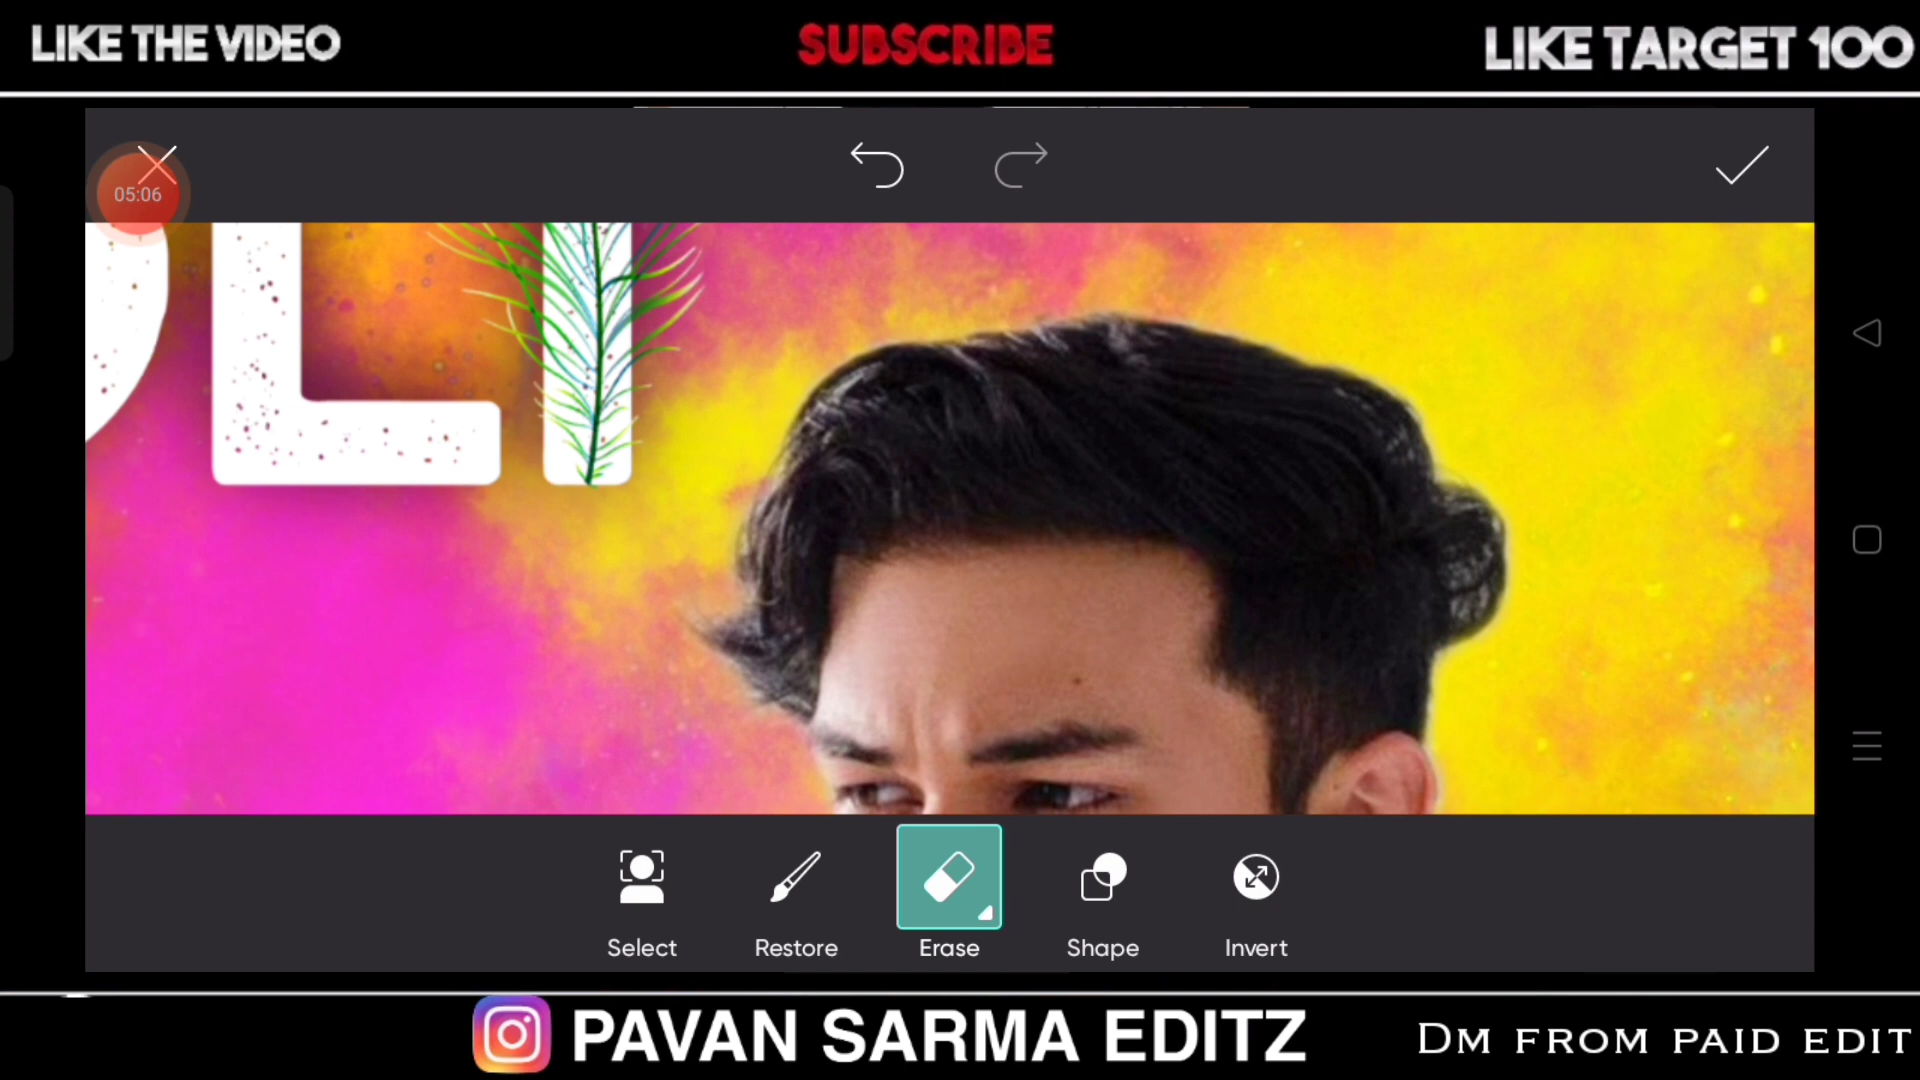 LIKE THE VIDEO
SUBSCRIBE
LIKE TARGET 100
05:06
OLI
Select
Restore
Erase
Shape
Invert
PAVAN SARMA EDITZ
DM FROM PAID EDIT